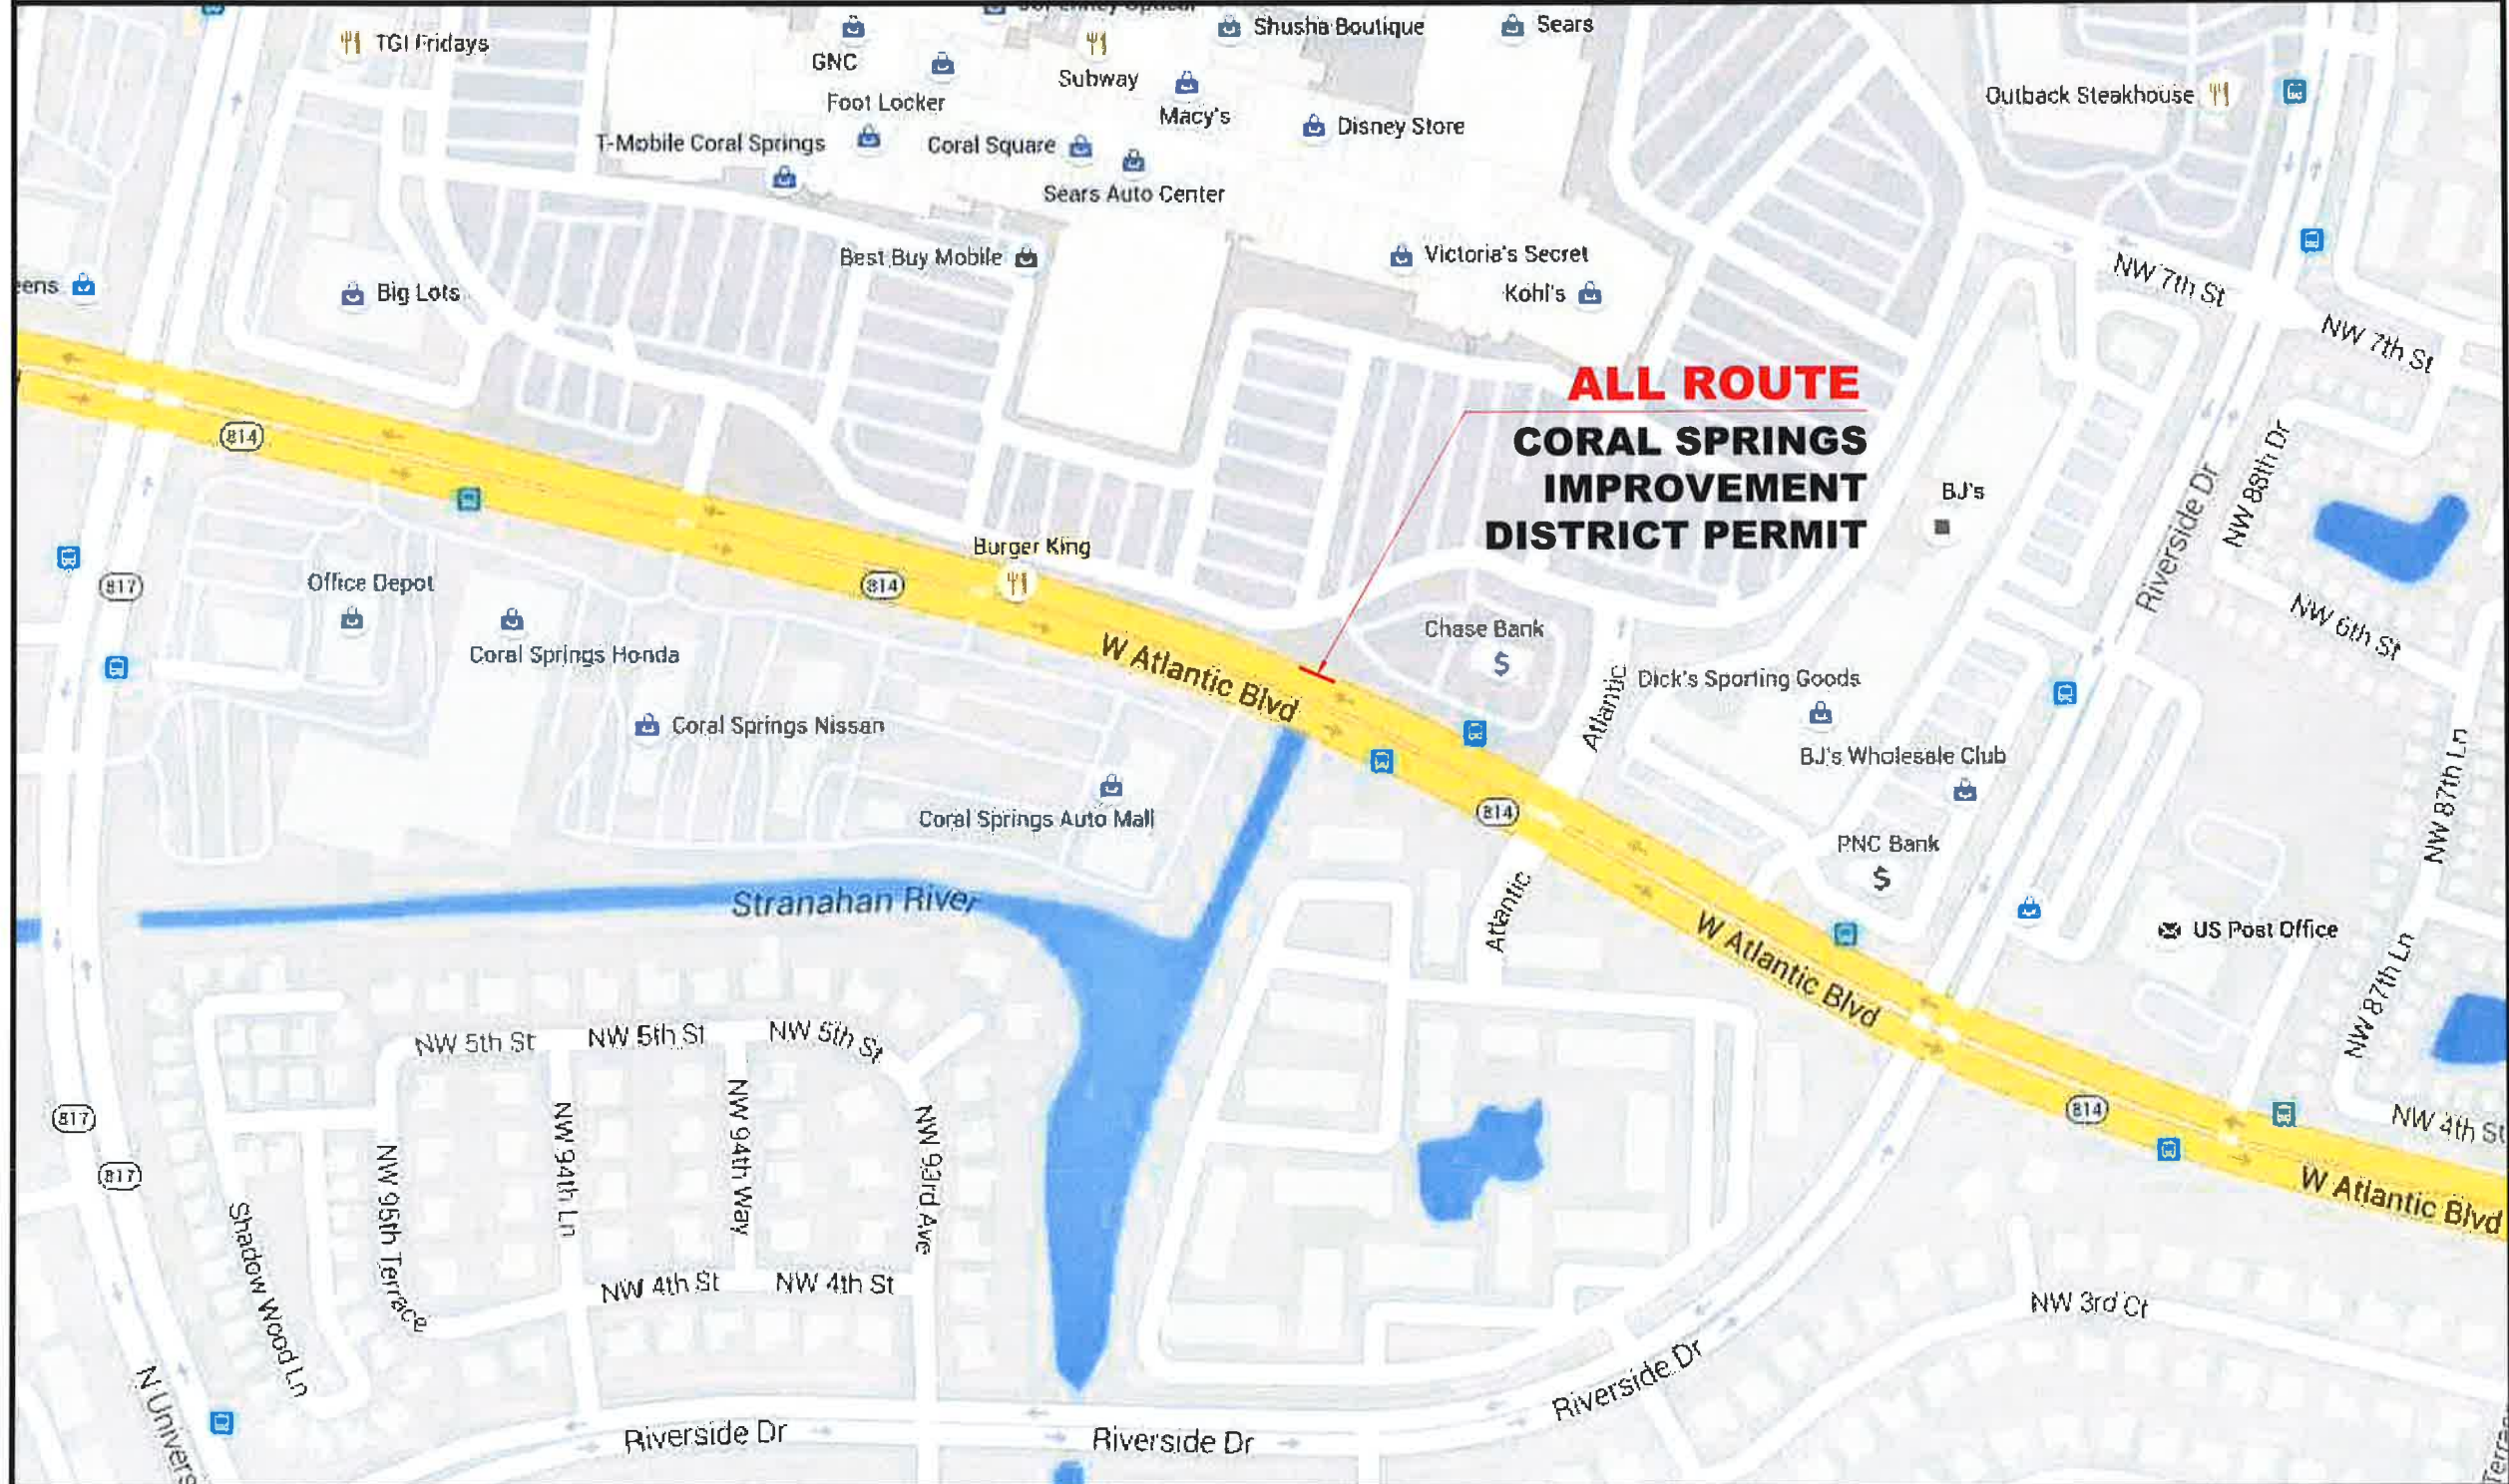 TGI Fridays
GNC
Subway
Shusha Boutique
Sears
Foot Locker
Macy's
Outback Steakhouse
T-Mobile Coral Springs
Coral Square
Disney Store
Sears Auto Center
Best Buy Mobile
Victoria's Secret
Kohl's
NW 7th St
NW 7th St
Big Lots
ALL ROUTE
CORAL SPRINGS
IMPROVEMENT
DISTRICT PERMIT
814
BJ's
Riverside Dr
NW 88th Dr
Burger King
817
Office Depot
814
NW 6th St
Coral Springs Honda
W Atlantic Blvd
Chase Bank
$
Atlantic
Dick's Sporting Goods
Coral Springs Nissan
BJ's Wholesale Club
NW 87th Ln
Coral Springs Auto Mall
814
PNC Bank
$
Stranahan River
Atlantic
W Atlantic Blvd
US Post Office
NW 87th Ln
NW 5th St
NW 5th St
NW 5th St
817
814
NW 4th St
817
NW 95th Terrace
NW 94th Ln
NW 94th Way
NW 93rd Ave
W Atlantic Blvd
Shadow Wood Ln
NW 4th St
NW 4th St
NW 3rd Ct
N Univers
Riverside Dr
Riverside Dr
Riverside Dr